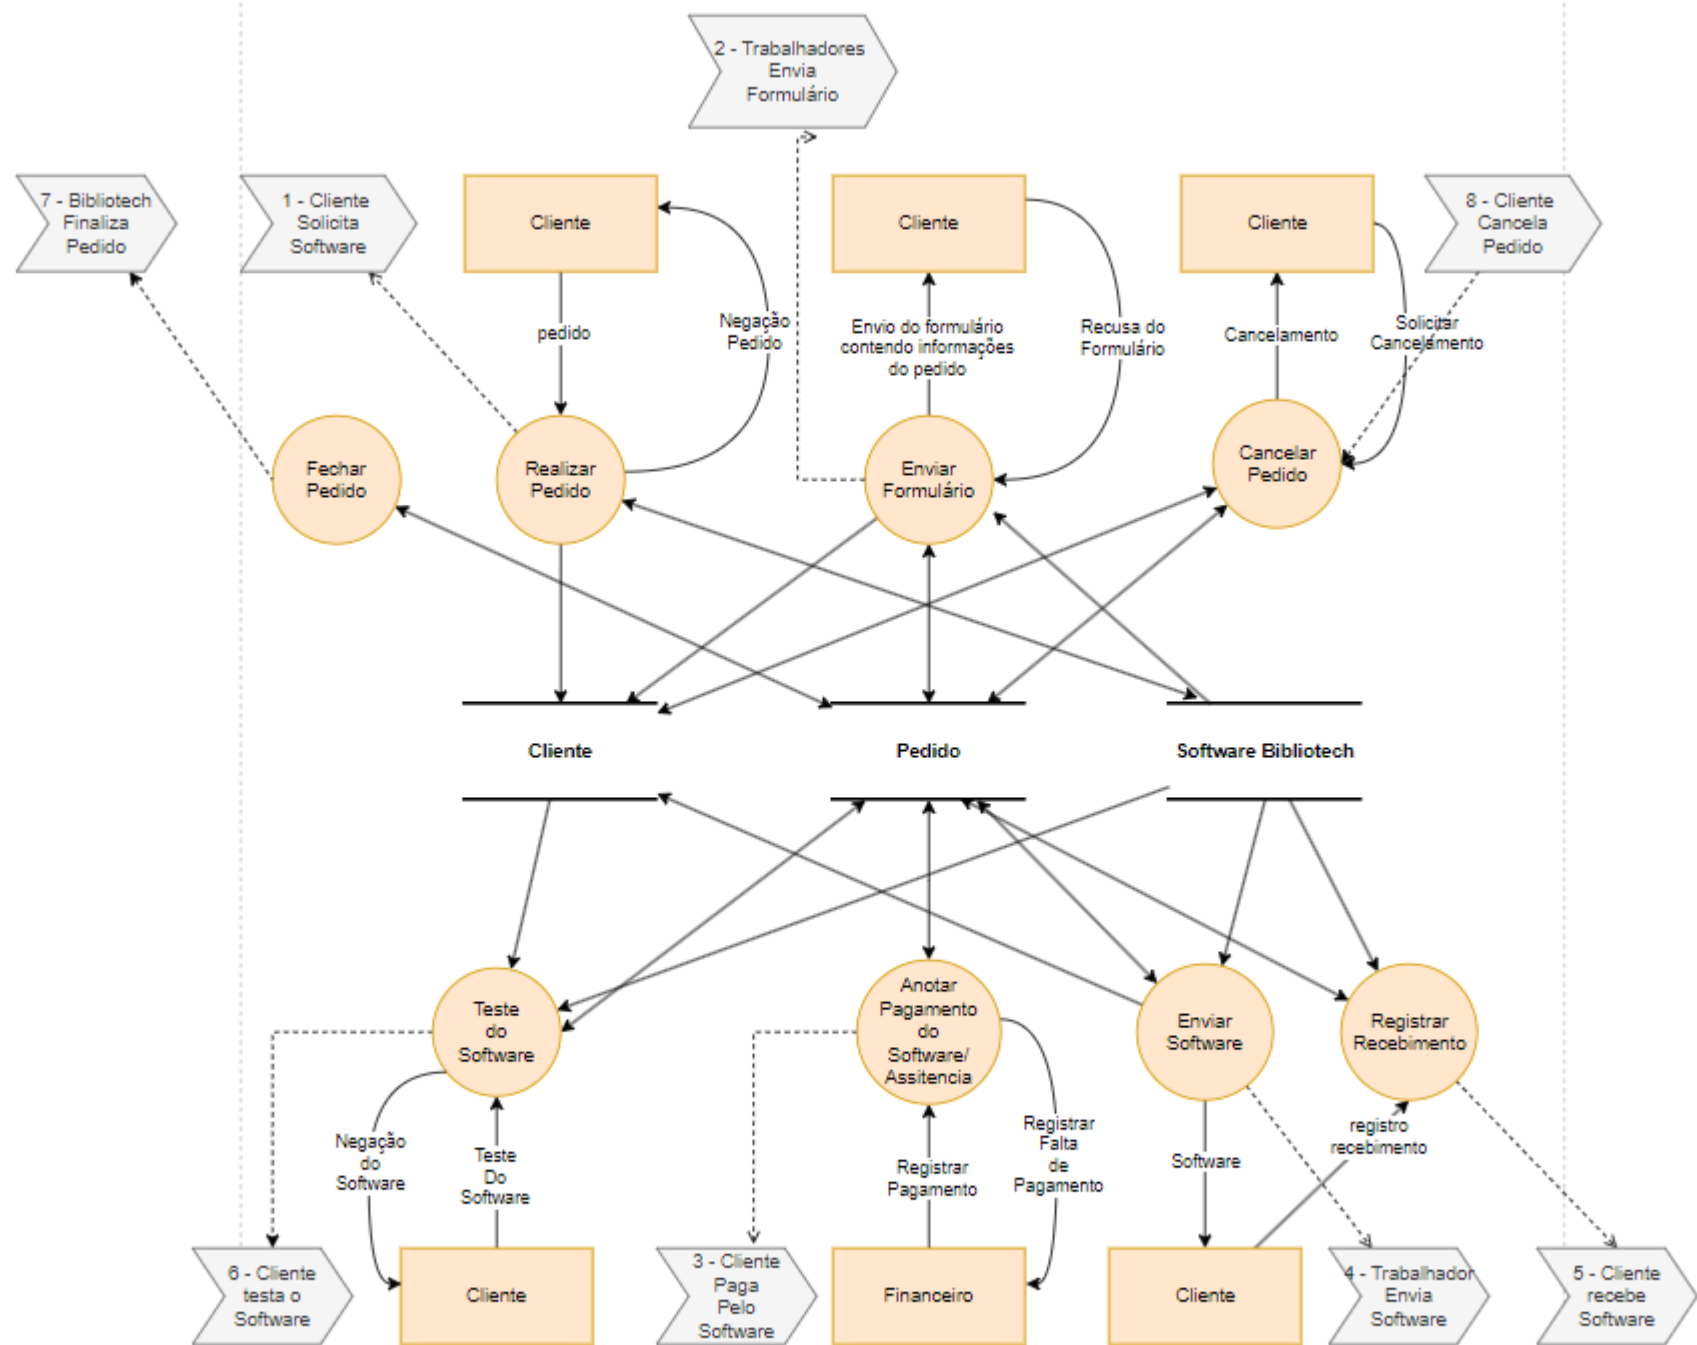 2 - Trabalhadores
Envia
Formulário
7 - Bibliotech
Finaliza
Pedido
1 - Cliente
Solicita
Software
Cliente
Cliente
Cliente
8 - Cliente
Cancela
Pedido
pedido
Negação
Pedido
Envio do formulário
contendo informações
do pedido
Recusa do
Formulário
Cancelamento
Solicitar
Cancelamento
Fechar
Pedido
Realizar
Pedido
Enviar
Formulário
Cancelar
Pedido
Cliente
Pedido
Software Bibliotech
Teste
do
Software
Anotar
Pagamento
do
Software/
Assitencia
Enviar
Software
Registrar
Recebimento
Negação
do
Software
Teste
Do
Software
Registrar
Pagamento
Registrar
Falta
de
Pagamento
Software
registro
recebimento
6 - Cliente
testa o
Software
Cliente
3 - Cliente
Paga
Pelo
Software
Financeiro
Cliente
4 - Trabalhador
Envia
Software
5 - Cliente
recebe
Software